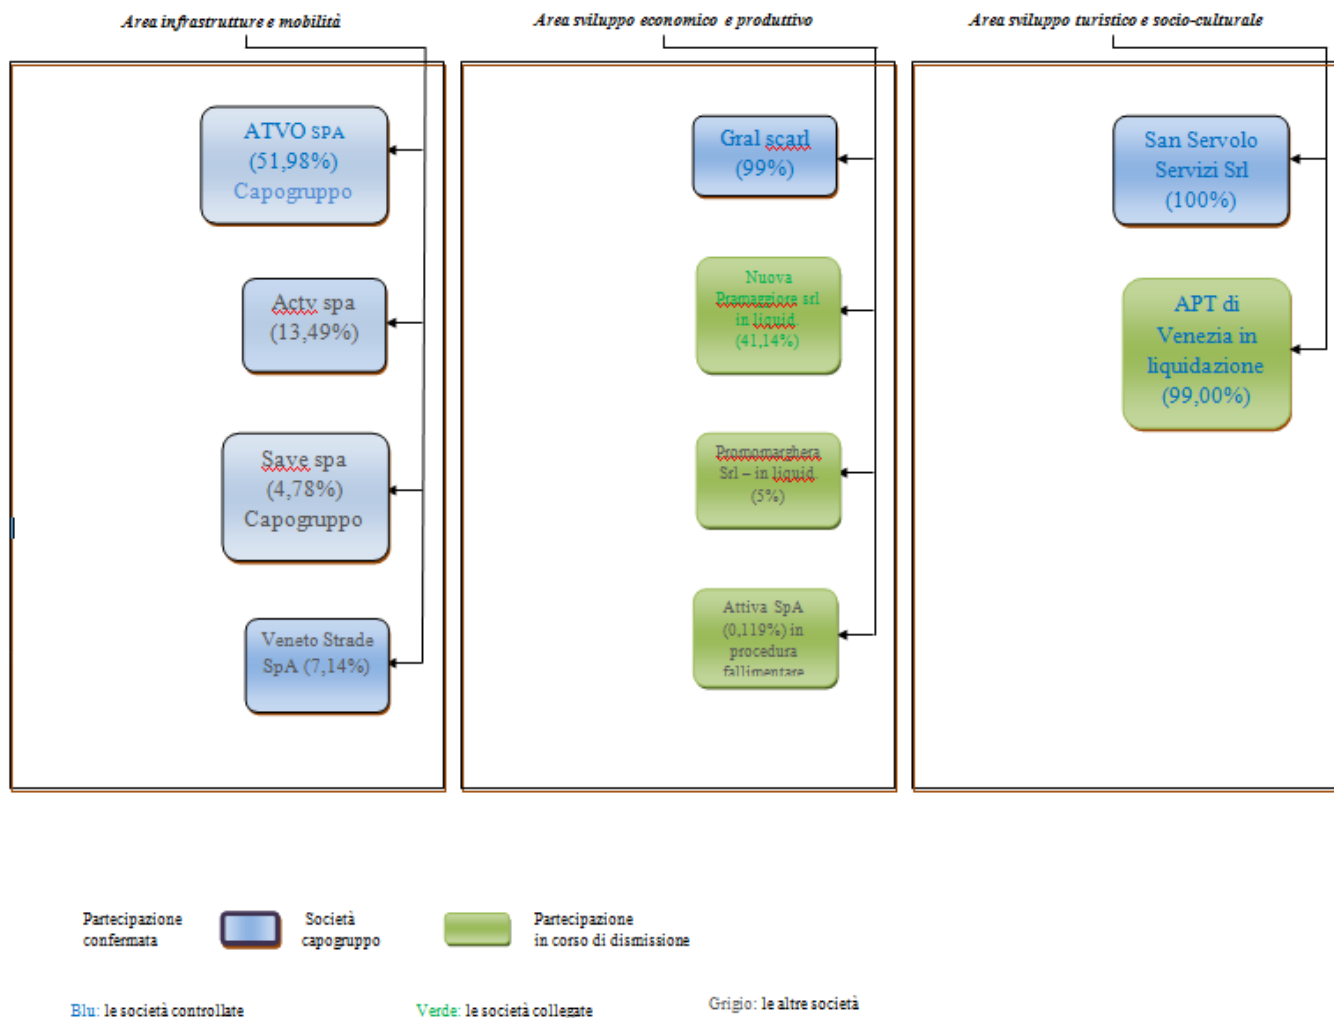 Area infrastrutture e mobilità
Area sviluppo economico e produttivo
Area sviluppo turistico e socio-culturale
ATVO SPA
(51,98%)
Capogruppo
Actv spa
(13,49%)
Save spa
(4,78%)
Capogruppo
Veneto Strade
SpA (7,14%)
Gral scarl
(99%)
Nuova
Pramaggiore srl
in liquid.
(41,14%)
Promomarghera
Srl – in liquid.
(5%)
Attiva SpA
(0,119%) in
procedura
fallimentare
San Servolo
Servizi Srl
(100%)
APT di
Venezia in
liquidazione
(99,00%)
Partecipazione
confermata
Società
capogruppo
Partecipazione
in corso di dismissione
Blu: le società controllate
Verde: le società collegate
Grigio: le altre società